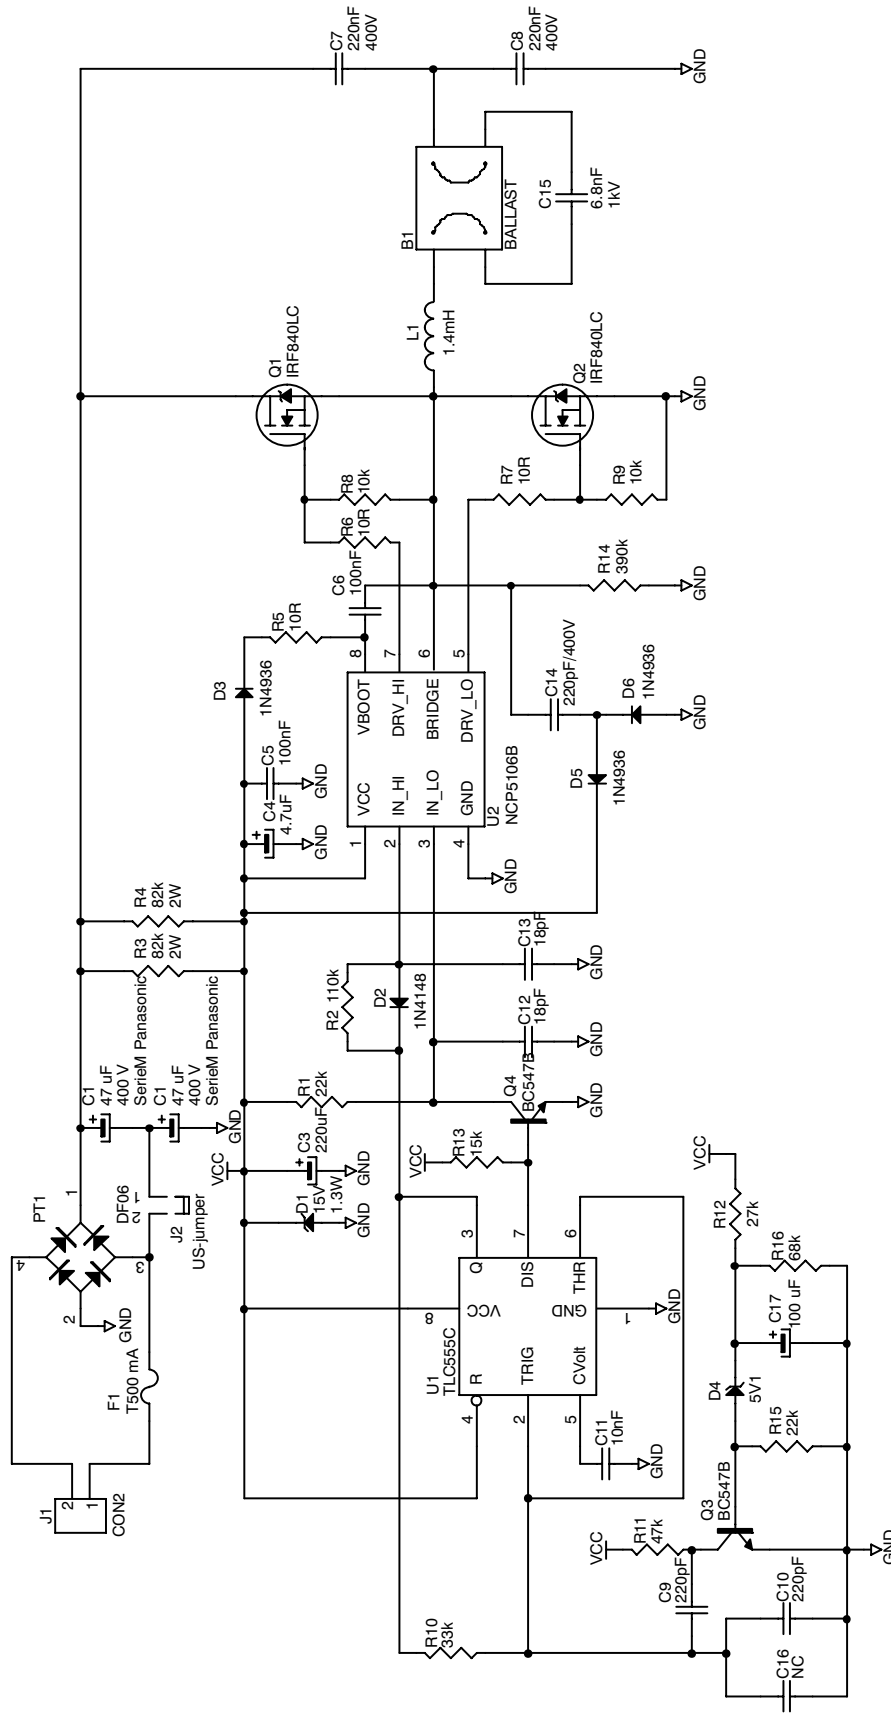 J1
2
1
CON2
F1
T500 mA
PT1
4
1
2
3
GND
DF06
2 1
J2
US-jumper
C1
47 uF
400 V
SerieM Panasonic
C1
47 uF
400 V
SerieM Panasonic
GND
R3
82k
2W
R4
82k
2W
VCC
D1
15V
1.3W
GND
C3
220uF
GND
R1
22k
R2 110k
D2
1N4148
C4
4.7uF
GND
C5
100nF
GND
D3
1N4936
R5
10R
C6
100nF
VCC
IN_HI
IN_LO
GND
VBOOT
DRV_HI
BRIDGE
DRV_LO
1
2
3
4
8
7
6
5
U2
NCP5106B
GND
R6
10R
R8
10k
Q1
IRF840LC
L1
1.4mH
R7
10R
R9
10k
Q2
IRF840LC
GND
B1
BALLAST
C15
6.8nF
1kV
C7
220nF
400V
C8
220nF
400V
GND
R14
390k
GND
C14
220pF/400V
D6
1N4936
GND
D5
1N4936
C13
18pF
GND
C12
18pF
GND
Q4
BC547B
GND
VCC
R13
15k
U1
TLC555C
R
TRIG
CVolt
VCC
GND
Q
DIS
THR
4
2
5
8
1
3
7
6
GND
C11
10nF
GND
R10
33k
VCC
R11
47k
C9
220pF
Q3
BC547B
C16
NC
C10
220pF
GND
D4
5V1
R15
22k
C17
100 uF
R16
68k
R12
27k
VCC